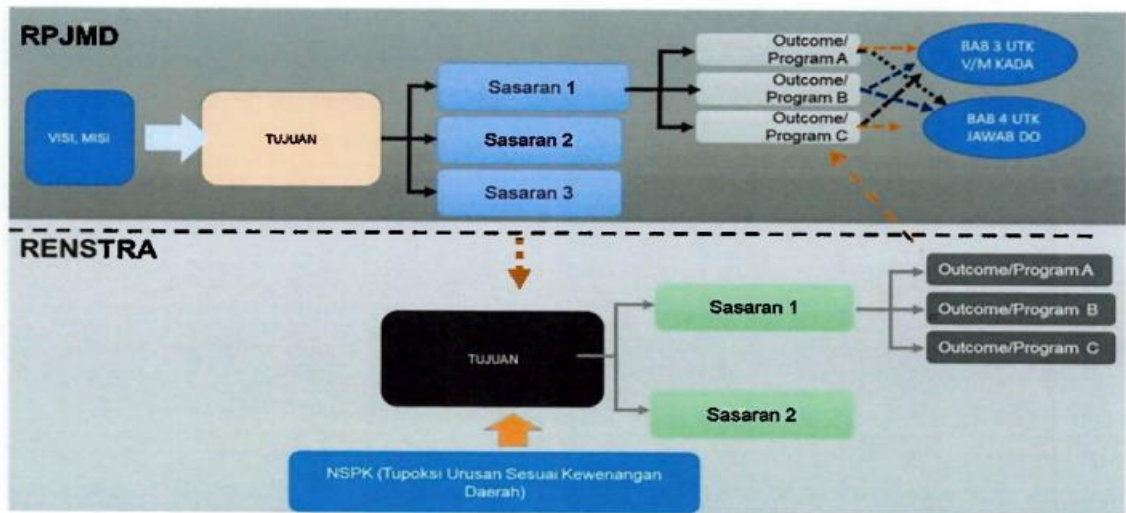 RPJMD
VISI, MISI
TUJUAN
Sasaran 1
Sasaran 2
Sasaran 3
Outcome/
Program A
Outcome/
Program B
Outcome/
Program C
BAB 3 UTK
V/M KADA
BAB 4 UTK
JAWAB DO
RENSTRA
TUJUAN
Sasaran 1
Sasaran 2
Outcome/Program A
Outcome/Program B
Outcome/Program C
NSPK (Tupoksi Urusan Sesuai Kewenangan
Daerah)